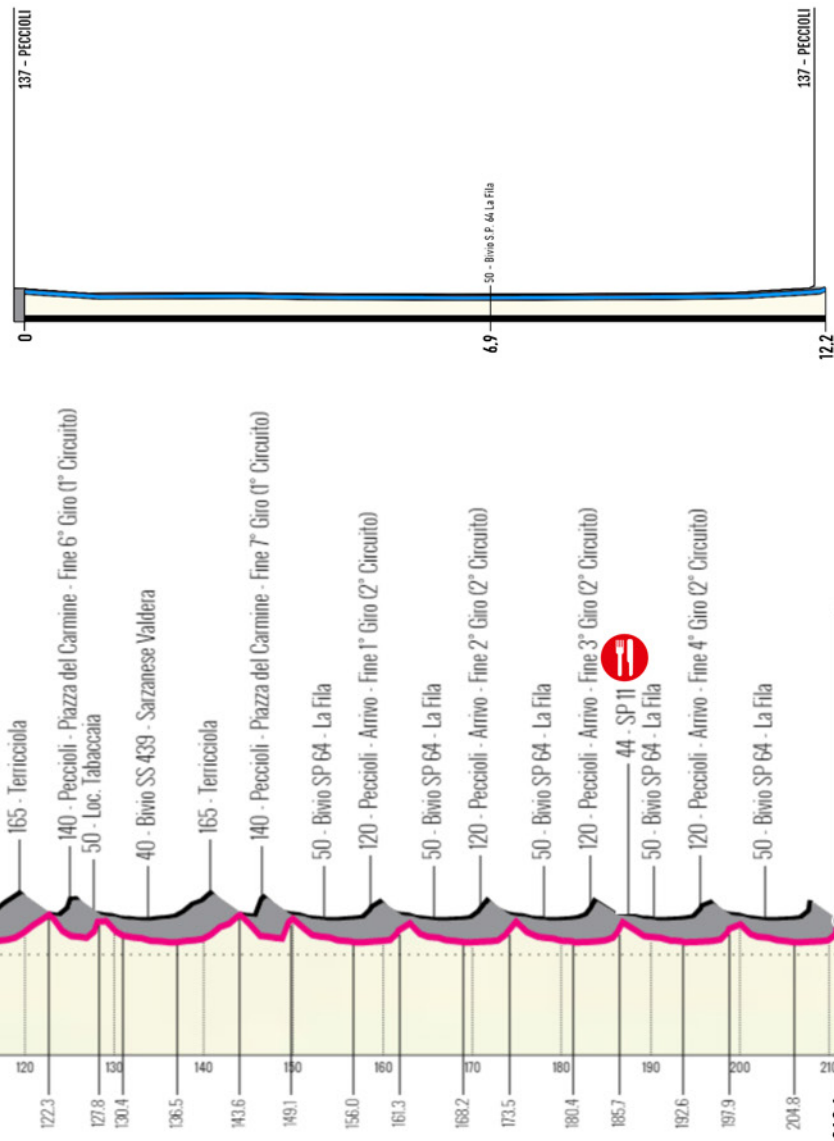 137 - PECCIOLI
137 - PECCIOLI
50 - Bivio S.P. 64 La Fila
0
6.9
12.2
165 - Terricciola
140 - Peccioli - Piazza del Carmine - Fine 6° Giro (1° Circuito)
50 - Loc. Tabaccaia
40 - Bivio SS 439 - Sarzanese Valdera
165 - Terricciola
140 - Peccioli - Piazza del Carmine - Fine 7° Giro (1° Circuito)
50 - Bivio SP 64 - La Fila
120 - Peccioli - Arrivo - Fine 1° Giro (2° Circuito)
50 - Bivio SP 64 - La Fila
120 - Peccioli - Arrivo - Fine 2° Giro (2° Circuito)
50 - Bivio SP 64 - La Fila
120 - Peccioli - Arrivo - Fine 3° Giro (2° Circuito)
44 - SP 11
50 - Bivio SP 64 - La Fila
120 - Peccioli - Arrivo - Fine 4° Giro (2° Circuito)
50 - Bivio SP 64 - La Fila
120 130 140 150 160 170 180 190 200 210
122.3
127.8
130.4
136.5
143.6
149.1
156.0
161.3
168.2
173.5
180.4
185.7
192.6
197.9
204.8